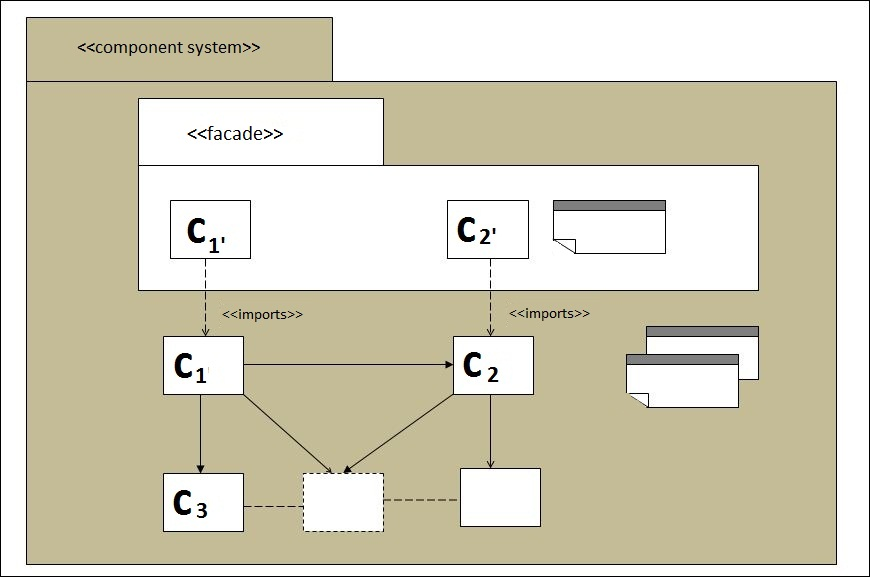 <<component system>>
<<facade>>
C1'
C2'
<<imports>>
<<imports>>
C1'
C2
C3